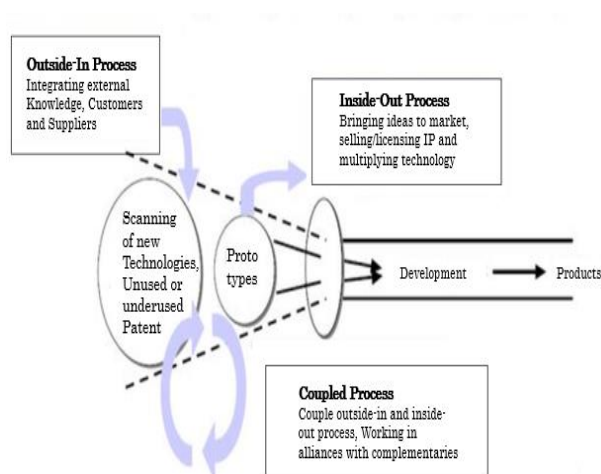 Outside-In Process
Integrating external
Knowledge, Customers
and Suppliers
Inside-Out Process
Bringing ideas to market,
selling/licensing IP and
multiplying technology
Scanning
of new
Technologies,
Unused or
underused
Patent
Proto
types
Development
Products
Coupled Process
Couple outside-in and inside-
out process, Working in
alliances with complementaries